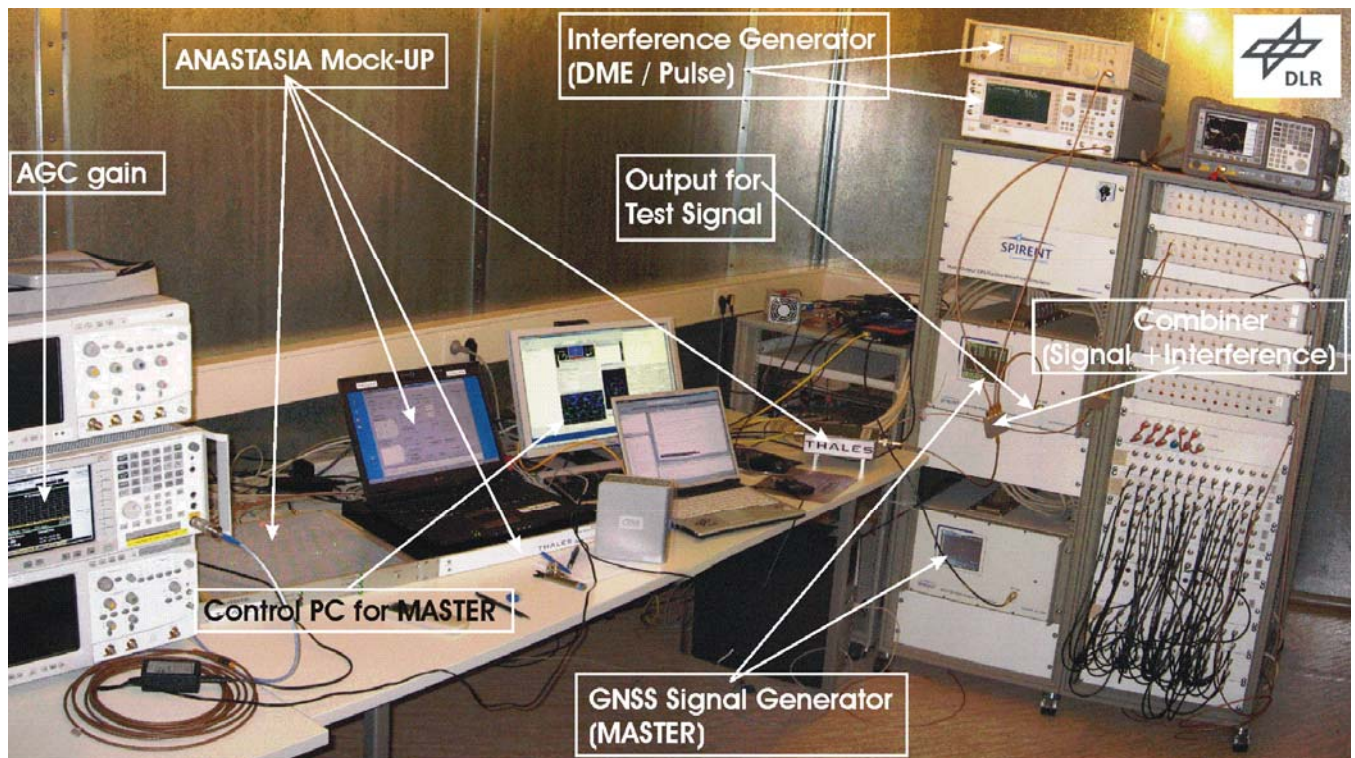 Interference Generator
(DME / Pulse)
DLR
ANASTASIA Mock-UP
AGC gain
Output for
Test Signal
SPIRENT
Combiner
(Signal +Interference)
THALES
THALES
Control PC for MASTER
GNSS Signal Generator
(MASTER)